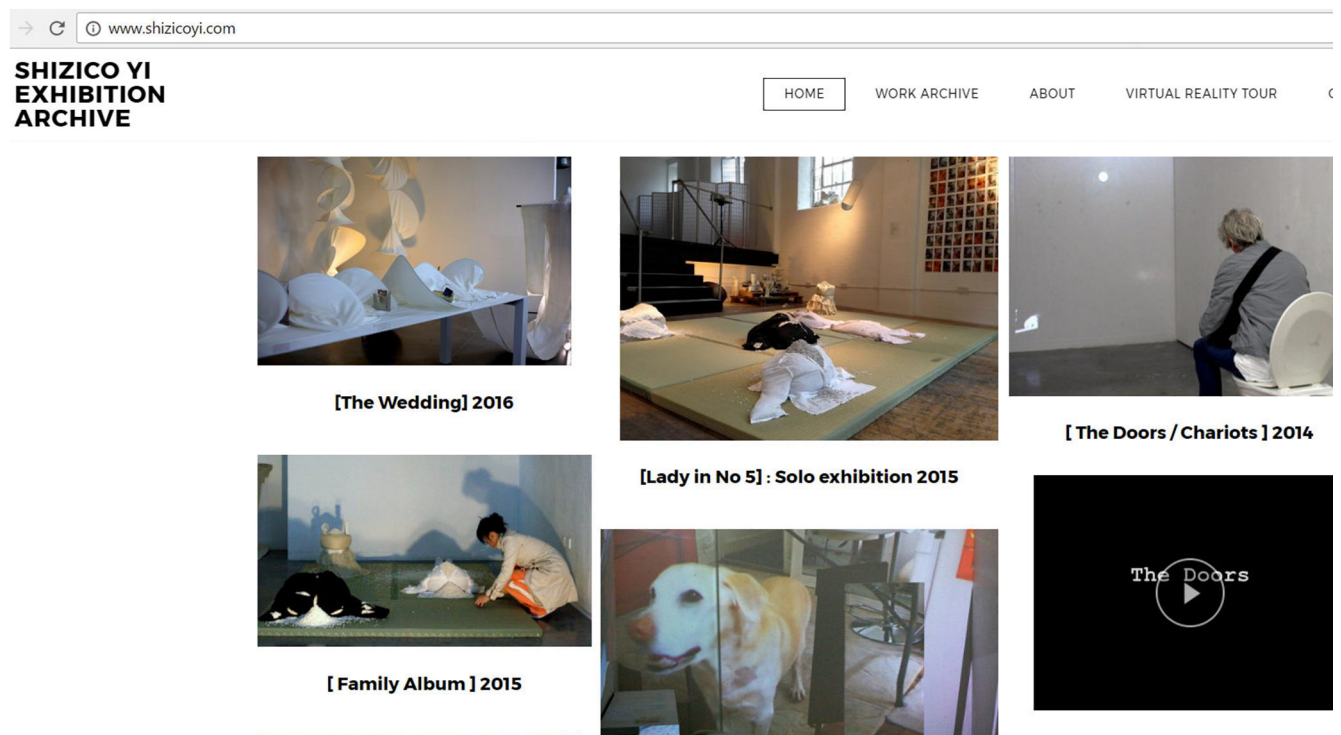 www.shizicoyi.com
SHIZICO YI
EXHIBITION
ARCHIVE
HOME WORK ARCHIVE ABOUT VIRTUAL REALITY TOUR
[The Wedding] 2016
[Lady in No 5] : Solo exhibition 2015
[ The Doors / Chariots ] 2014
The Doors
[ Family Album ] 2015